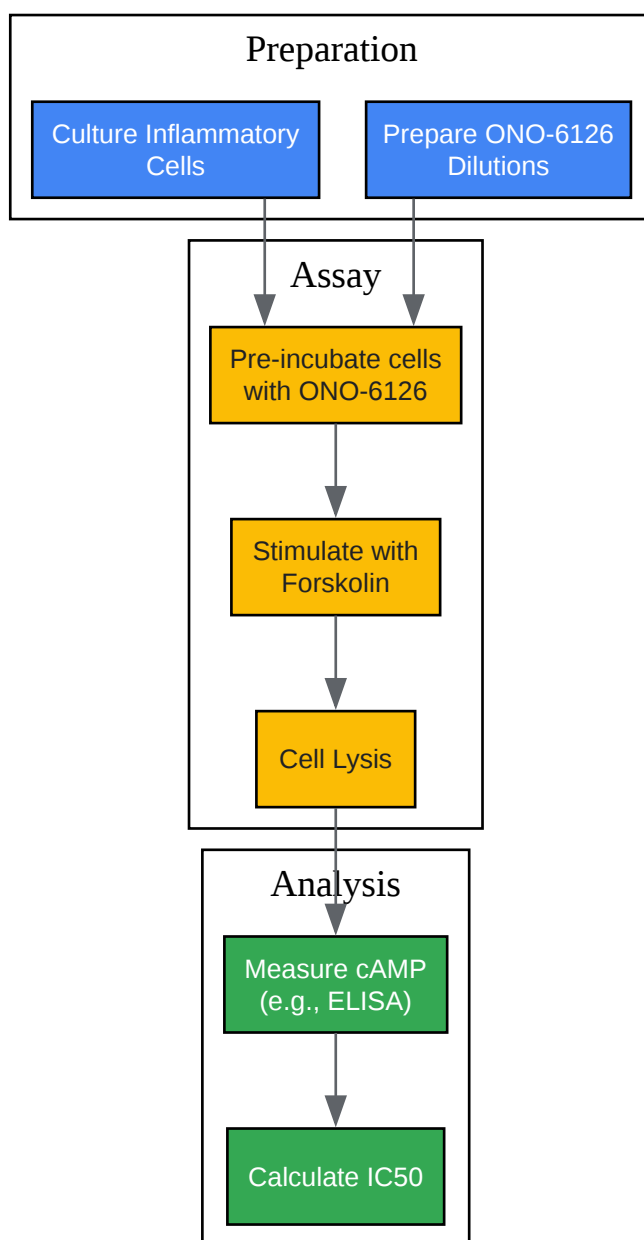 Preparation
Culture Inflammatory
Cells
Prepare ONO-6126
Dilutions
Assay
Pre-incubate cells
with ONO-6126
Stimulate with
Forskolin
Cell Lysis
Analysis
Measure cAMP
(e.g., ELISA)
Calculate IC50